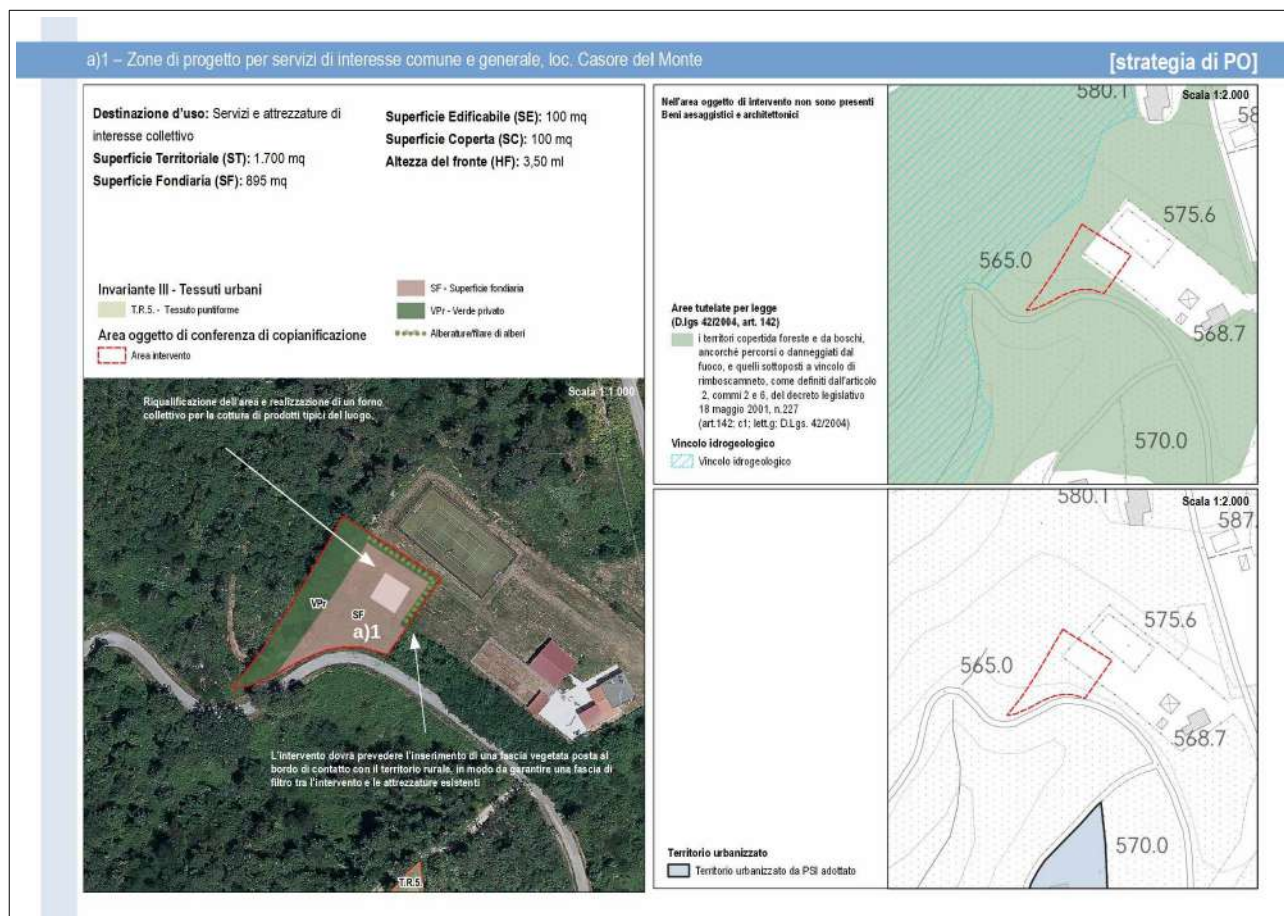 a)1 – Zone di progetto per servizi di interesse comune e generale, loc. Casore del Monte
[strategia di PO]
Destinazione d'uso: Servizi e attrezzature di
interesse collettivo
Superficie Territoriale (ST): 1.700 mq
Superficie Fondiaria (SF): 895 mq
Superficie Edificabile (SE): 100 mq
Superficie Coperta (SC): 100 mq
Altezza del fronte (HF): 3,50 ml
Invariante III - Tessuti urbani
T.R.5. - Tessuto puntiforme
Area oggetto di conferenza di copianificazione
Area intervento
SF - Superficie fondiaria
VPr - Verde privato
Alberature/filare di alberi
Scala 1:1.000
Riqualificazione dell'area e realizzazione di un forno
collettivo per la cottura di prodotti tipici del luogo.
VPr
SF
a)1
L'intervento dovrà prevedere l'inserimento di una fascia vegetata posta al
bordo di contatto con il territorio rurale, in modo da garantire una fascia di
filtro tra l'intervento e le attrezzature esistenti
T.R.5.
Nell'area oggetto di intervento non sono presenti
Beni aesaggistici e architettonici
Aree tutelate per legge
(D.lgs 42/2004, art. 142)
i territori copertida foreste e da boschi,
ancorché percorsi o danneggiati dal
fuoco, e quelli sottoposti a vincolo di
rimboscamneto, come definiti dall'articolo
2, commi 2 e 6, del decreto legislativo
18 maggio 2001, n.227
(art.142; c1; lett.g; D.Lgs. 42/2004)
Vincolo idrogeologico
Vincolo idrogeologico
Scala 1:2.000
580.1
58
575.6
565.0
568.7
570.0
Scala 1:2.000
580.1
587.
575.6
565.0
568.7
570.0
Territorio urbanizzato
Territorio urbanizzato da PSI adottato